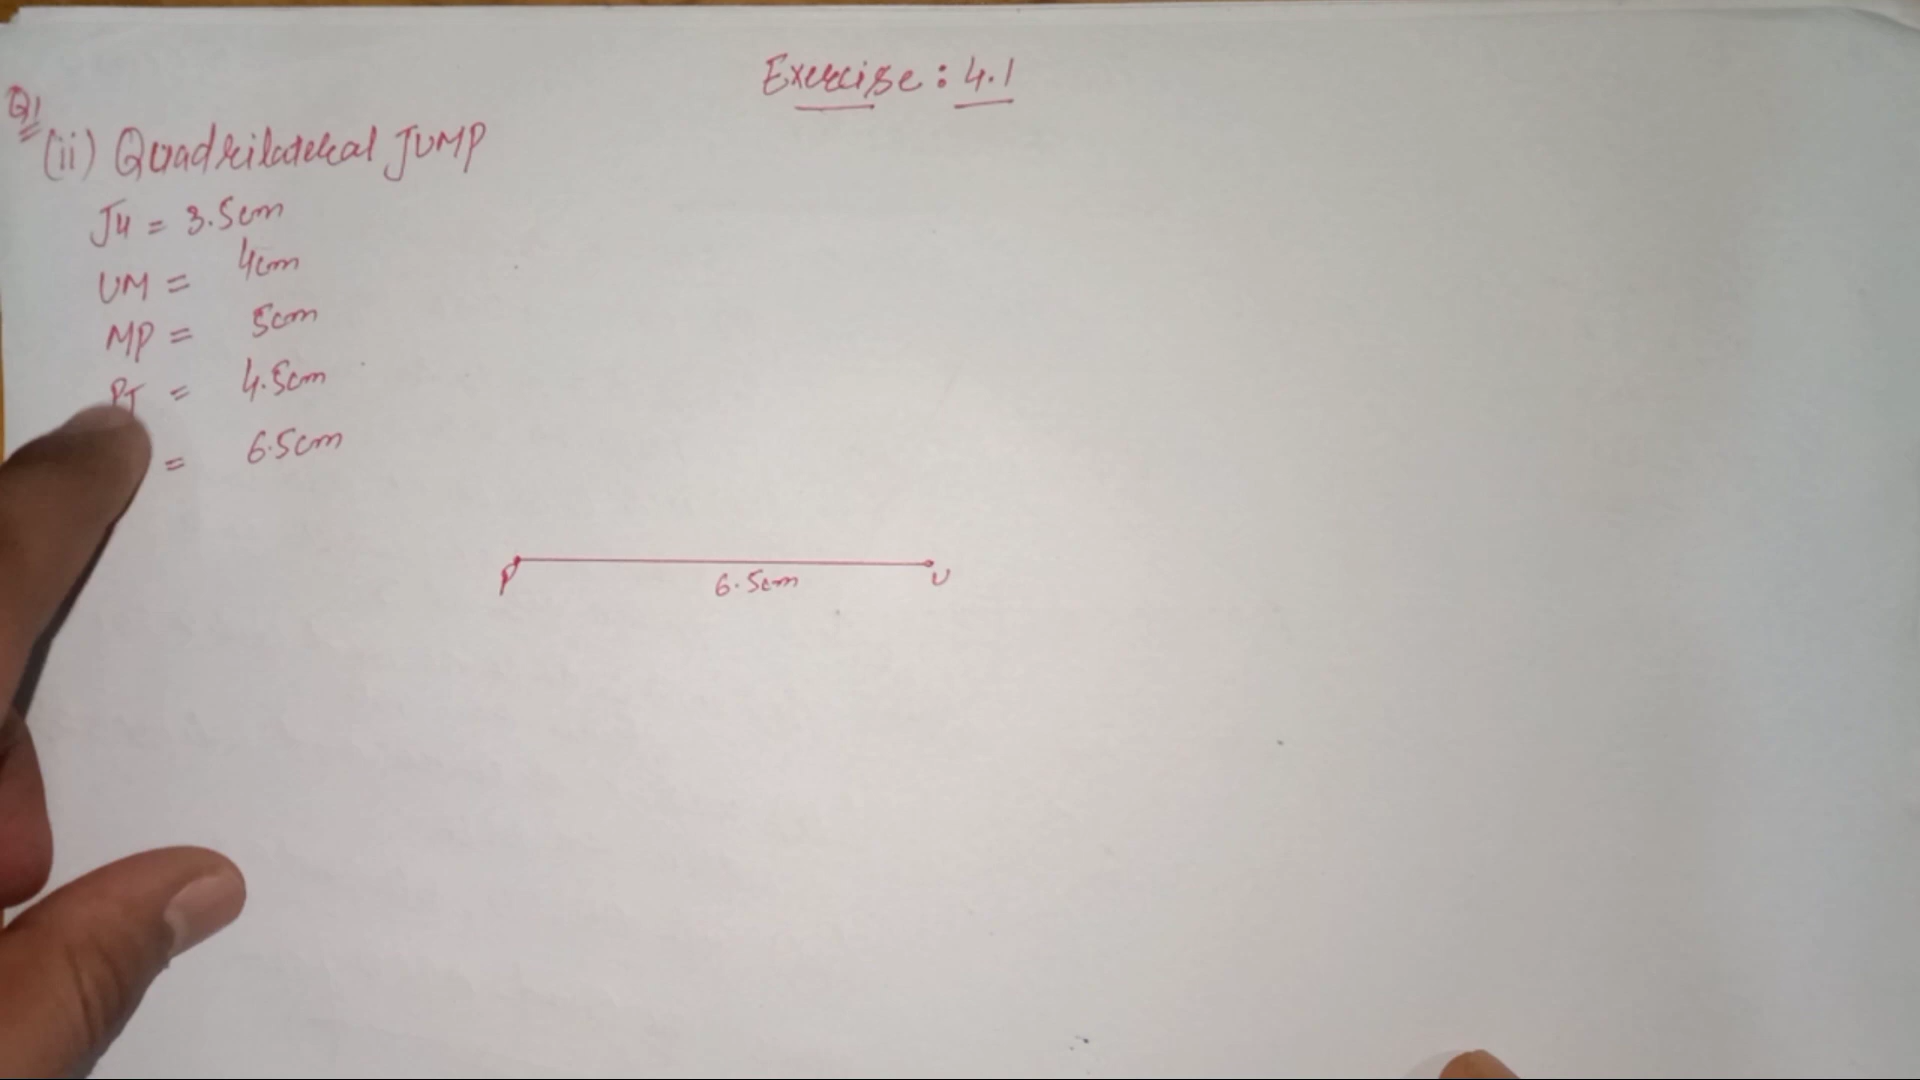 Exercise : 4.1
Q1
(ii) Quadrilateral JUMP
JU = 3.5cm
UM = 4cm
MP = 5cm
PJ = 4.5cm
= 6.5cm
P 6.5cm U